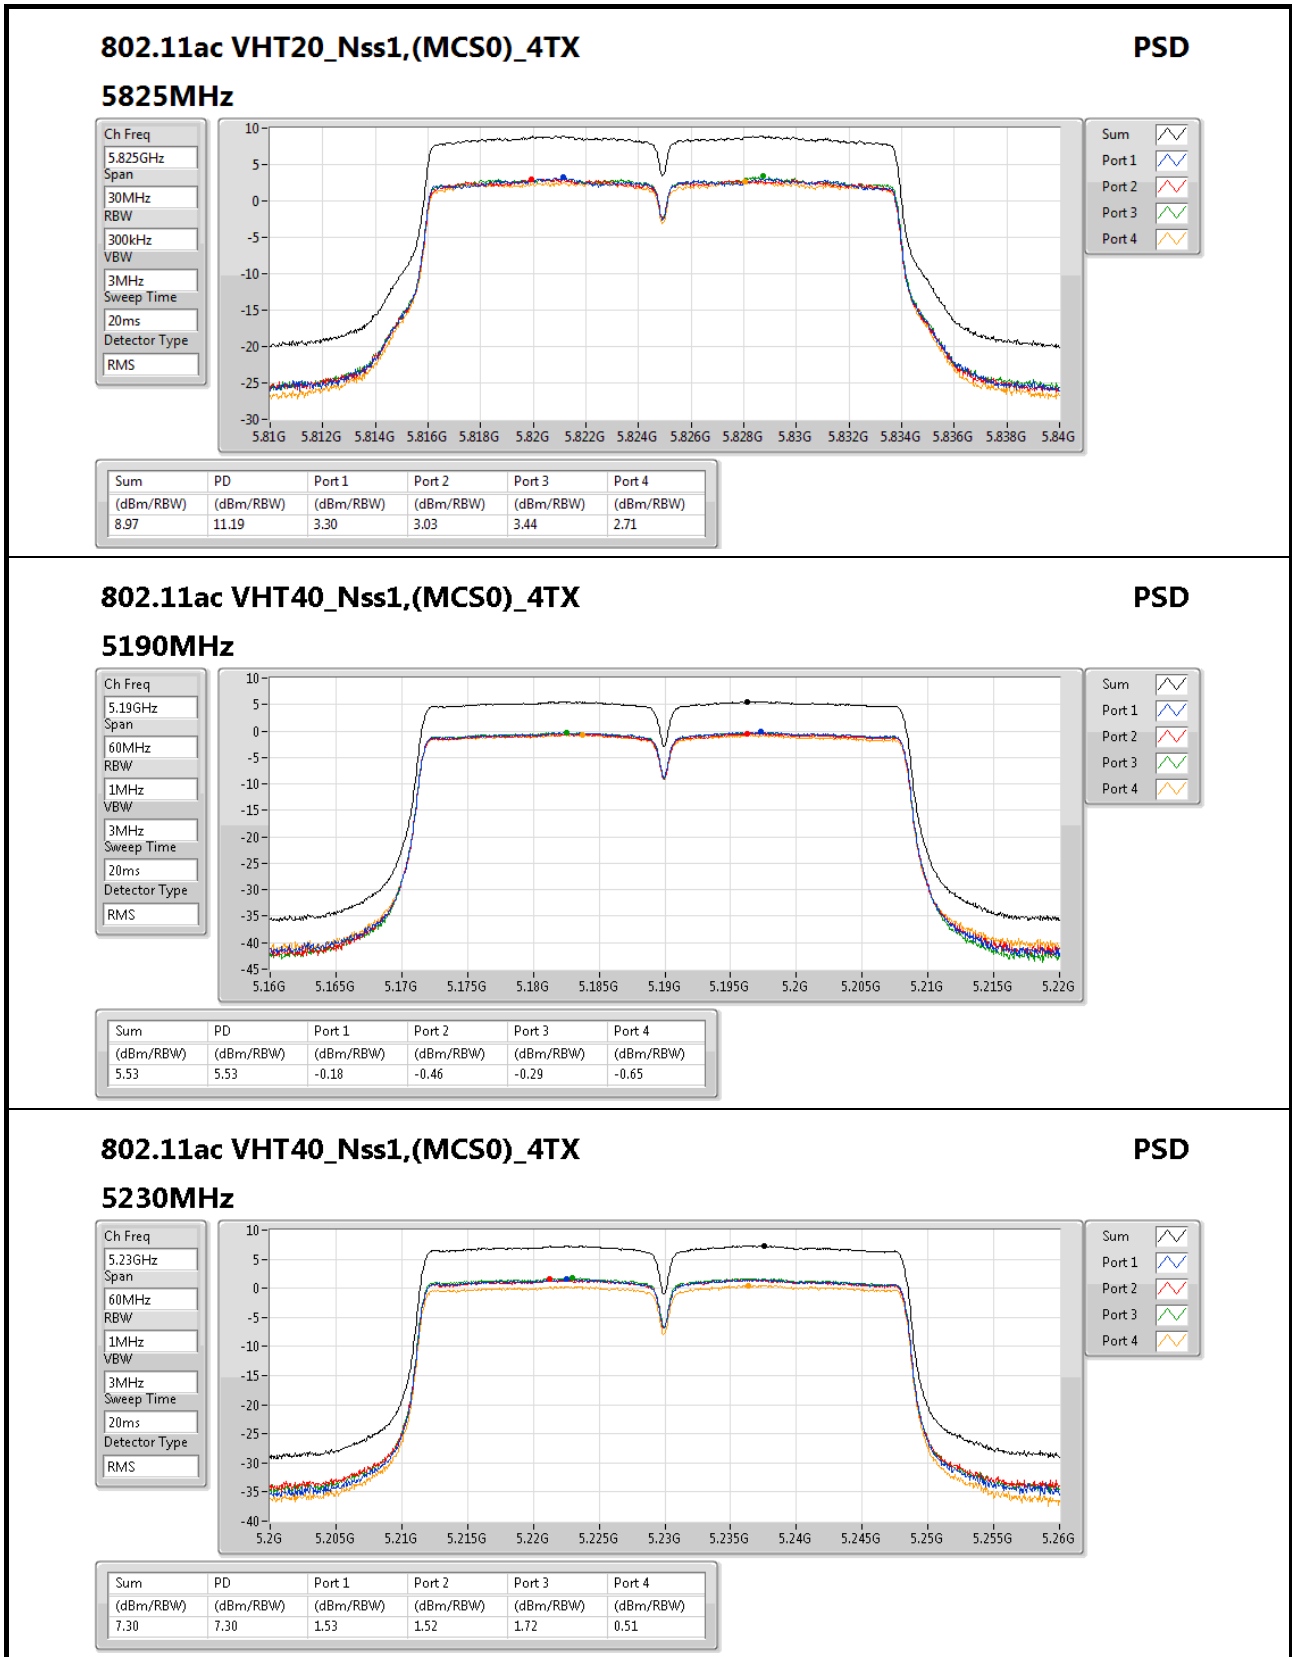 802.11ac VHT20_Nss1,(MCS0)_4TX PSD
5825MHz
Ch Freq
5.825GHz
Span
30MHz
RBW
300kHz
VBW
3MHz
Sweep Time
20ms
Detector Type
RMS
10
5
0
-5
-10
-15
-20
-25
-30
5.81G 5.812G 5.814G 5.816G 5.818G 5.82G 5.822G 5.824G 5.826G 5.828G 5.83G 5.832G 5.834G 5.836G 5.838G 5.84G
Sum
Port 1
Port 2
Port 3
Port 4
Sum PD Port 1 Port 2 Port 3 Port 4
(dBm/RBW) (dBm/RBW) (dBm/RBW) (dBm/RBW) (dBm/RBW) (dBm/RBW)
8.97 11.19 3.30 3.03 3.44 2.71
802.11ac VHT40_Nss1,(MCS0)_4TX PSD
5190MHz
Ch Freq
5.19GHz
Span
60MHz
RBW
1MHz
VBW
3MHz
Sweep Time
20ms
Detector Type
RMS
10
5
0
-5
-10
-15
-20
-25
-30
-35
-40
-45
5.16G 5.165G 5.17G 5.175G 5.18G 5.185G 5.19G 5.195G 5.2G 5.205G 5.21G 5.215G 5.22G
Sum
Port 1
Port 2
Port 3
Port 4
Sum PD Port 1 Port 2 Port 3 Port 4
(dBm/RBW) (dBm/RBW) (dBm/RBW) (dBm/RBW) (dBm/RBW) (dBm/RBW)
5.53 5.53 -0.18 -0.46 -0.29 -0.65
802.11ac VHT40_Nss1,(MCS0)_4TX PSD
5230MHz
Ch Freq
5.23GHz
Span
60MHz
RBW
1MHz
VBW
3MHz
Sweep Time
20ms
Detector Type
RMS
10
5
0
-5
-10
-15
-20
-25
-30
-35
-40
5.2G 5.205G 5.21G 5.215G 5.22G 5.225G 5.23G 5.235G 5.24G 5.245G 5.25G 5.255G 5.26G
Sum
Port 1
Port 2
Port 3
Port 4
Sum PD Port 1 Port 2 Port 3 Port 4
(dBm/RBW) (dBm/RBW) (dBm/RBW) (dBm/RBW) (dBm/RBW) (dBm/RBW)
7.30 7.30 1.53 1.52 1.72 0.51